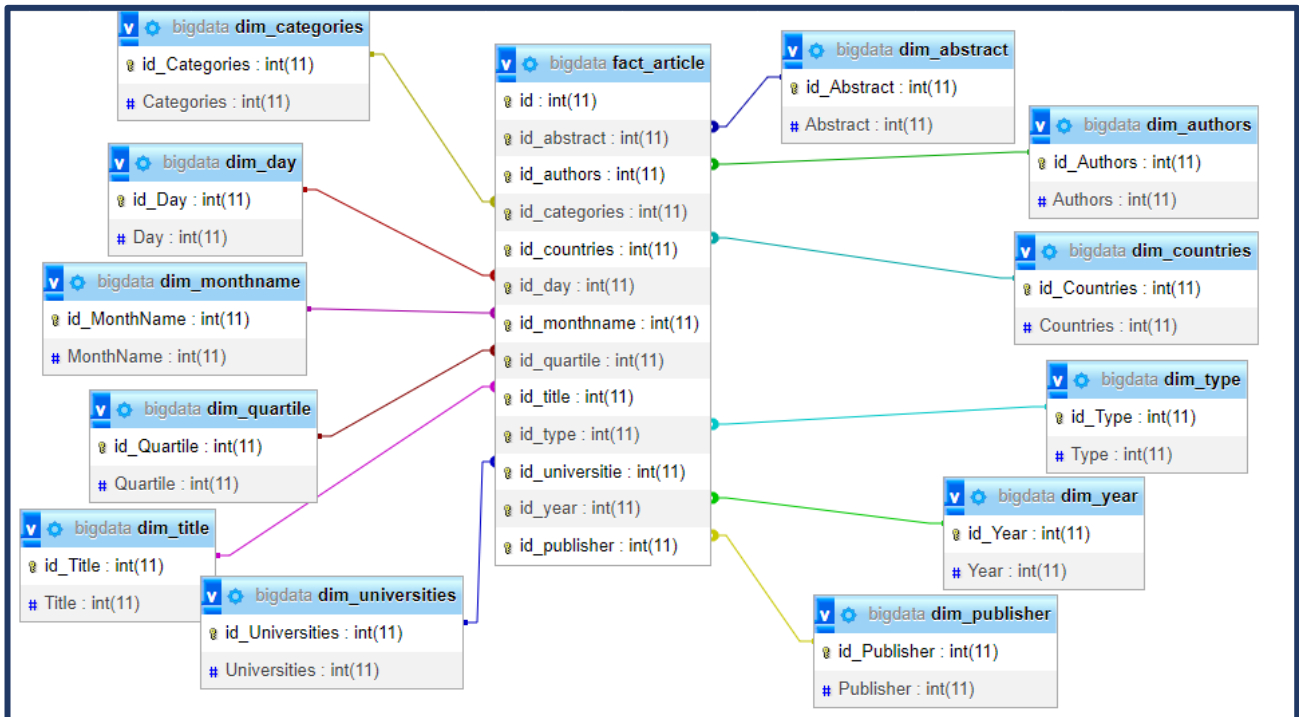 v bigdata dim_categories
id_Categories : int(11)
# Categories : int(11)
v bigdata dim_day
id_Day : int(11)
# Day : int(11)
v bigdata dim_monthname
id_MonthName : int(11)
# MonthName : int(11)
v bigdata dim_quartile
id_Quartile : int(11)
# Quartile : int(11)
v bigdata dim_title
id_Title : int(11)
# Title : int(11)
v bigdata dim_universities
id_Universities : int(11)
# Universities : int(11)
v bigdata fact_article
id : int(11)
id_abstract : int(11)
id_authors : int(11)
id_categories : int(11)
id_countries : int(11)
id_day : int(11)
id_monthname : int(11)
id_quartile : int(11)
id_title : int(11)
id_type : int(11)
id_universitie : int(11)
id_year : int(11)
id_publisher : int(11)
v bigdata dim_abstract
id_Abstract : int(11)
# Abstract : int(11)
v bigdata dim_authors
id_Authors : int(11)
# Authors : int(11)
v bigdata dim_countries
id_Countries : int(11)
# Countries : int(11)
v bigdata dim_type
id_Type : int(11)
# Type : int(11)
v bigdata dim_year
id_Year : int(11)
# Year : int(11)
v bigdata dim_publisher
id_Publisher : int(11)
# Publisher : int(11)